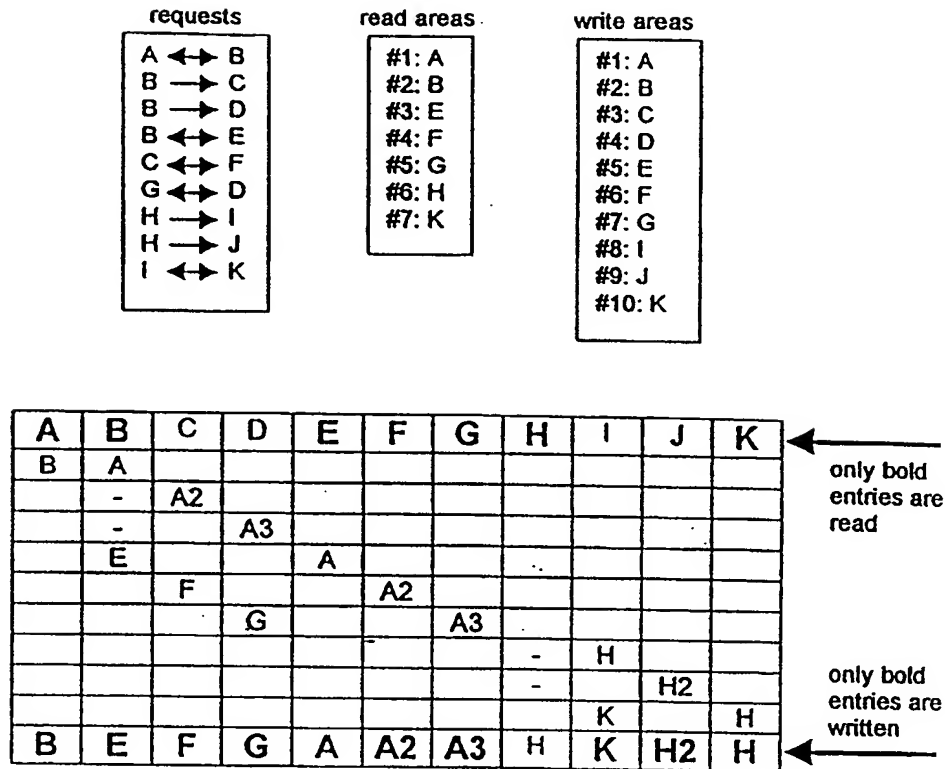 requests
A ↔ B
B → C
B → D
B ↔ E
C ↔ F
G ↔ D
H → I
H → J
I ↔ K
read areas
#1: A
#2: B
#3: E
#4: F
#5: G
#6: H
#7: K
write areas
#1: A
#2: B
#3: C
#4: D
#5: E
#6: F
#7: G
#8: I
#9: J
#10: K
A B C D E F G H I J K
B A
- A2
- A3
E A
F A2
G A3
- H
- H2
K H
B E F G A A2 A3 H K H2 H
only bold
entries are
read
only bold
entries are
written